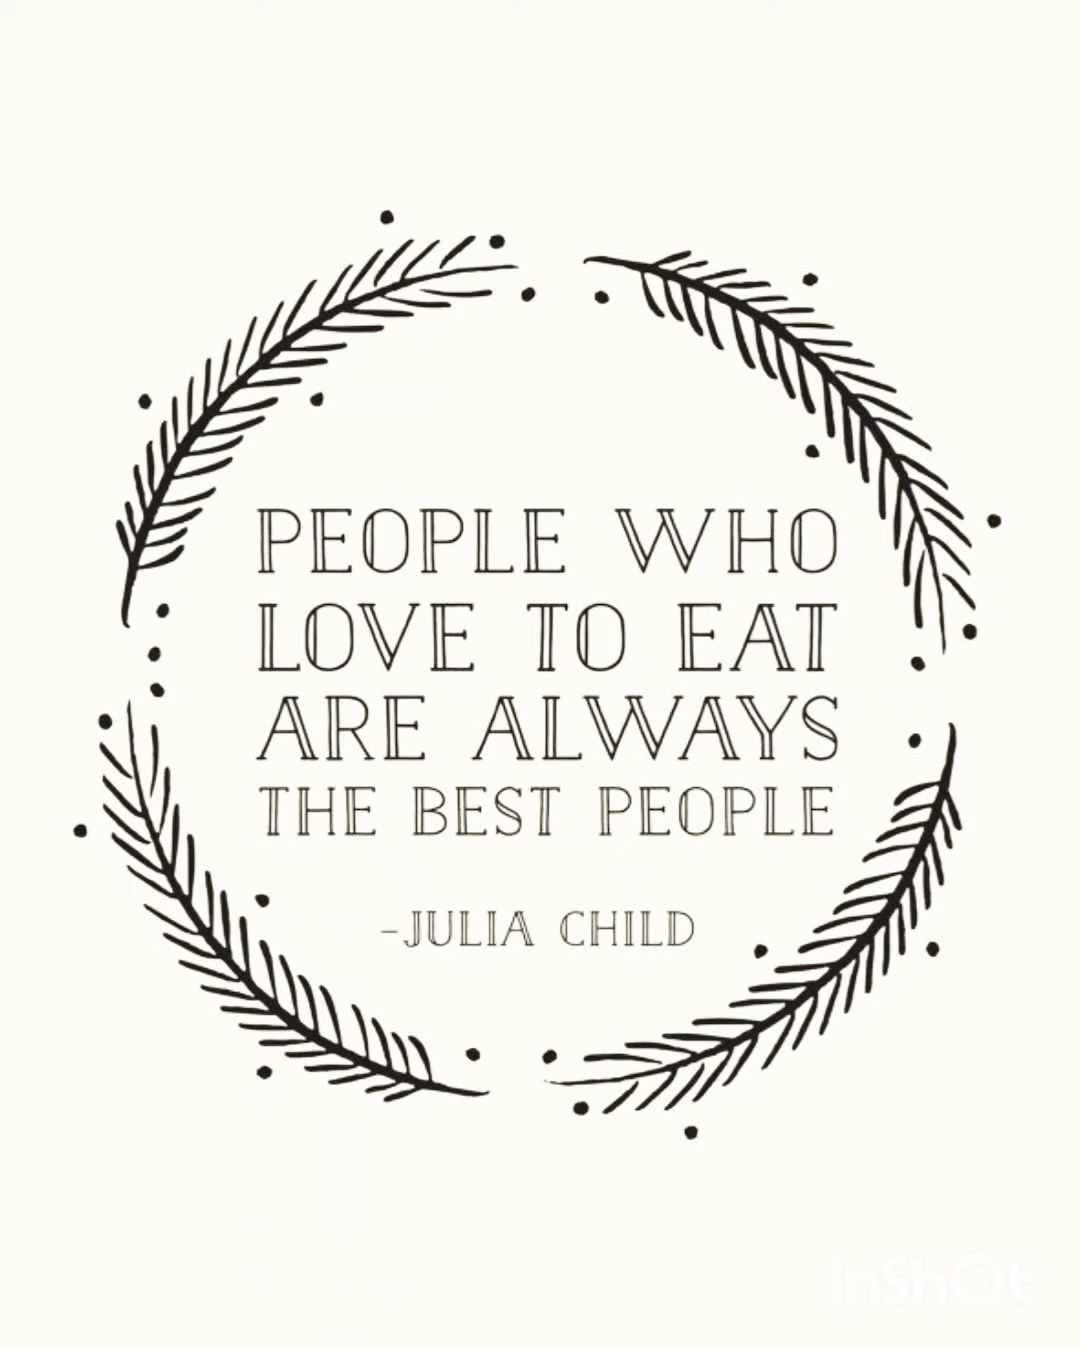 PEOPLE WHO
LOVE TO EAT
ARE ALWAYS
THE BEST PEOPLE
-JULIA CHILD
InShOt